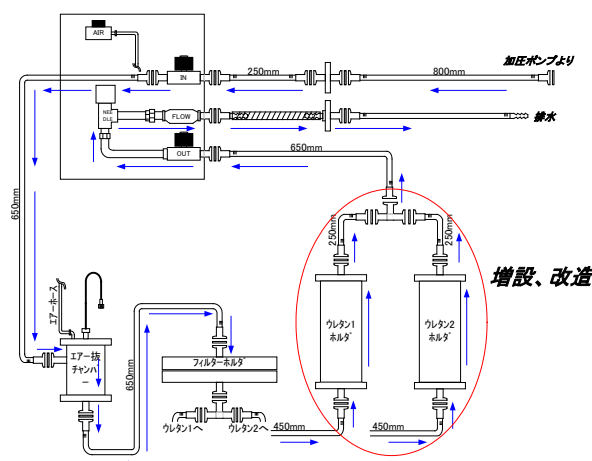 AIR
加圧ポンプより
IN
250mm
800mm
NEE
DLE
FLOW
排水
OUT
650mm
650mm
250mm
250mm
増設、改造
エアーホース
ウレタン1
ホルダ
ウレタン2
ホルダ
エアー抜
チャンバ
ー
650mm
フィルターホルダ
ウレタン1へ
ウレタン2へ
450mm
450mm